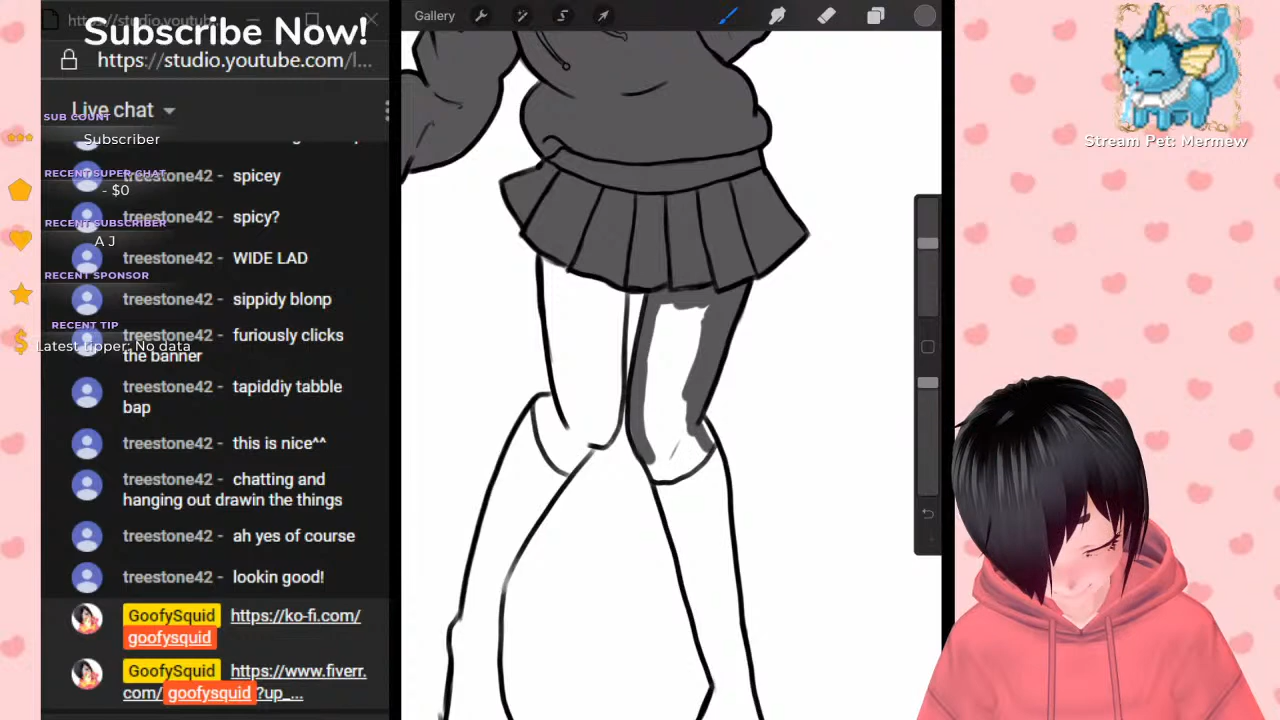 https://studio.youtube
Subscribe Now!
https://studio.youtube.com/l...
Live chat
SUB COUNT
Subscriber
RECENT SUPER CHAT
- $0
RECENT SUBSCRIBER
A J
RECENT SPONSOR
RECENT TIP
Latest tipper: No data
treestone42 - spicey
treestone42 - spicy?
treestone42 - WIDE LAD
treestone42 - sippidy blonp
treestone42 - furiously clicks
the banner
treestone42 - tapiddiy tabble
bap
treestone42 - this is nice^^
treestone42 - chatting and
hanging out drawin the things
treestone42 - ah yes of course
treestone42 - lookin good!
GoofySquid https://ko-fi.com/
goofysquid
GoofySquid https://www.fiverr.
com/goofysquid?up_...
Gallery
Stream Pet: Mermew